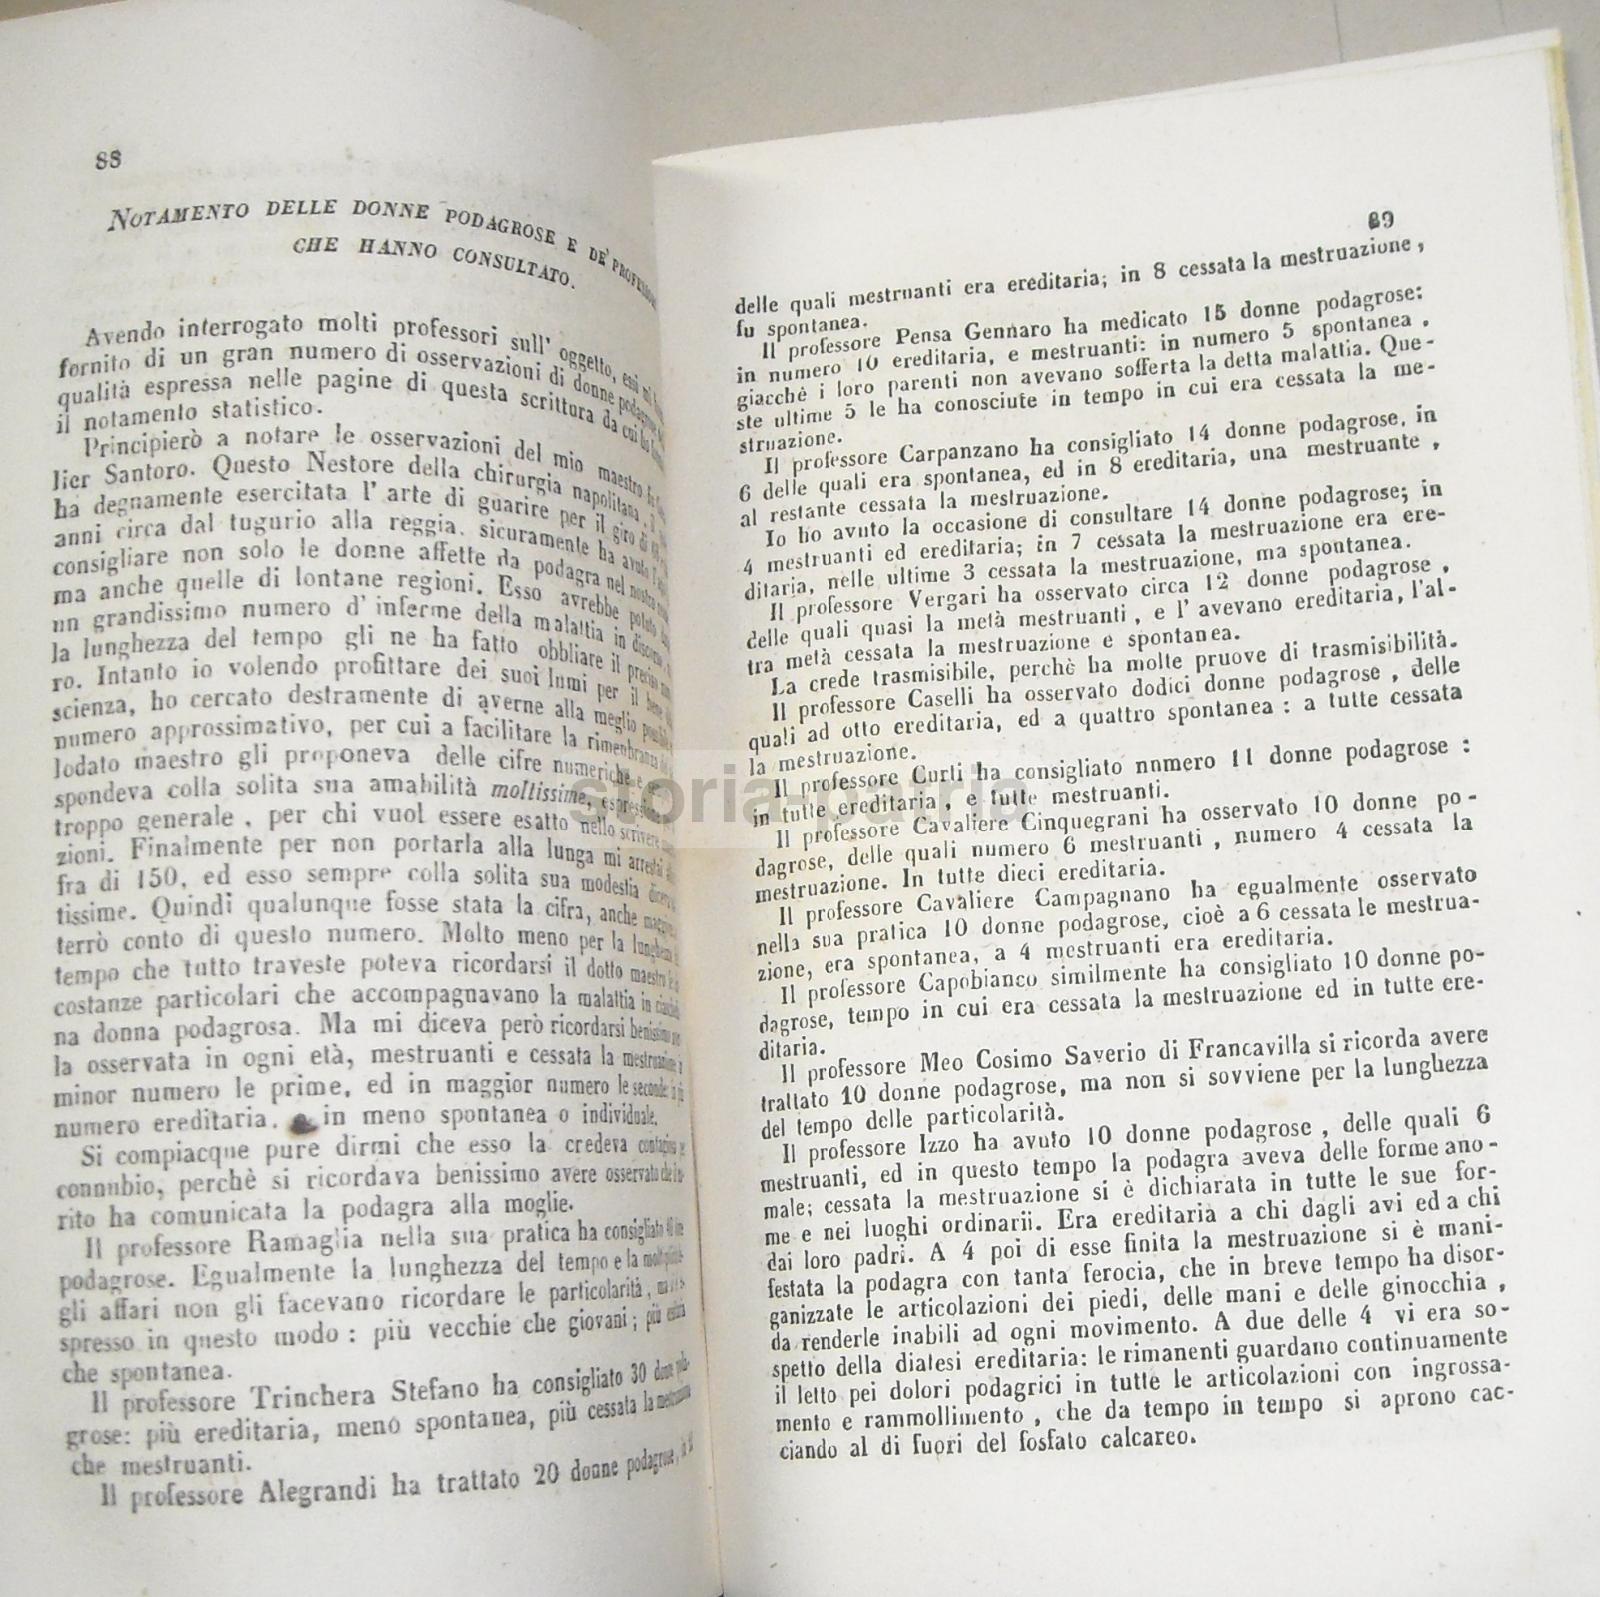 88
NOTAMENTO DELLE DONNE PODAGROSE E DE' PROFESSORI
CHE HANNO CONSULTATO.
Avendo interrogato molti professori sull' oggetto, essi mi
fornito di un gran numero di osservazioni di donne podagrose
qualità espressa nelle pagine di questa scrittura da cui ho
il notamento statistico.
Principierò a notare le osservazioni del mio maestro fu
lier Santoro. Questo Nestore della chirurgia napolitana, il
ha degnamente esercitata l' arte di guarire per il giro di
anni circa dal tugurio alla reggia, sicuramente ha avuto
consigliare non solo le donne affette da podagra nel nostro
ma anche quelle di lontane regioni. Esso avrebbe potuto
un grandissimo numero d' inferme della malattia in discorso
la lunghezza del tempo gli ne ha fatto obbliare il preciso
ro. Intanto io volendo profittare dei suoi lumi per il bene
scienza, ho cercato destramente di averne alla meglio possibile
numero approssimativo, per cui a facilitare la rimembranza
lodato maestro gli proponeva delle cifre numeriche e
spondeva colla solita sua amabilità moltissime, espressione
troppo generale, per chi vuol essere esatto nello scrivere
zioni. Finalmente per non portarla alla lunga mi arrestai
fra di 150, ed esso sempre colla solita sua modestia diceva
tissime. Quindi qualunque fosse stata la cifra, anche maggiore,
terrò conto di questo numero. Molto meno per la lunghezza
tempo che tutto traveste poteva ricordarsi il dotto maestro le
costanze particolari che accompagnavano la malattia in
na donna podagrosa. Ma mi diceva però ricordarsi benissimo
la osservata in ogni età, mestruanti e cessata la mestruazione
minor numero le prime, ed in maggior numero le seconde: in più
numero ereditaria, in meno spontanea o individuale.
Si compiacque pure dirmi che esso la credeva contagiosa
connubio, perchè si ricordava benissimo avere osservato che
rito ha comunicata la podagra alla moglie.
Il professore Ramaglia nella sua pratica ha consigliato 40
podagrose. Egualmente la lunghezza del tempo e la
gli affari non gli facevano ricordare le particolarità, ma
spresso in questo modo: più vecchie che giovani; più
che spontanea.
Il professore Trinchera Stefano ha consigliato 30 donne
grose: più ereditaria, meno spontanea, più cessata la mestruazione
che mestruanti.
Il professore Alegrandi ha trattato 20 donne podagrose,
89
delle quali mestruanti era ereditaria; in 8 cessata la mestruazione,
fu spontanea.
Il professore Pensa Gennaro ha medicato 15 donne podagrose:
in numero 10 ereditaria, e mestruanti: in numero 5 spontanea,
giacchè i loro parenti non avevano sofferta la detta malattia. Que-
ste ultime 5 le ha conosciute in tempo in cui era cessata la me-
struazione.
Il professore Carpanzano ha consigliato 14 donne podagrose, in
6 delle quali era spontanea, ed in 8 ereditaria, una mestruante,
al restante cessata la mestruazione.
Io ho avuto la occasione di consultare 14 donne podagrose; in
4 mestruanti ed ereditaria; in 7 cessata la mestruazione era ere-
ditaria, nelle ultime 3 cessata la mestruazione, ma spontanea.
Il professore Vergari ha osservato circa 12 donne podagrose,
delle quali quasi la metà mestruanti, e l' avevano ereditaria, l'al-
tra metà cessata la mestruazione e spontanea.
La crede trasmisibile, perchè ha molte pruove di trasmisibilità.
Il professore Caselli ha osservato dodici donne podagrose, delle
quali ad otto ereditaria, ed a quattro spontanea: a tutte cessata
la mestruazione.
Il professore Curti ha consigliato numero 11 donne podagrose:
in tutte ereditaria, e tutte mestruanti.
Il professore Cavaliere Cinquegrani ha osservato 10 donne po-
dagrose, delle quali numero 6 mestruanti, numero 4 cessata la
mestruazione. In tutte dieci ereditaria.
Il professore Cavaliere Campagnano ha egualmente osservato
nella sua pratica 10 donne podagrose, cioè a 6 cessata le mestrua-
zione, era spontanea, a 4 mestruanti era ereditaria.
Il professore Capobianco similmente ha consigliato 10 donne po-
dagrose, tempo in cui era cessata la mestruazione ed in tutte ere-
ditaria.
Il professore Meo Cosimo Saverio di Francavilla si ricorda avere
trattato 10 donne podagrose, ma non si sovviene per la lunghezza
del tempo delle particolarità.
Il professore Izzo ha avuto 10 donne podagrose, delle quali 6
mestruanti, ed in questo tempo la podagra aveva delle forme ano-
male; cessata la mestruazione si è dichiarata in tutte le sue for-
me e nei luoghi ordinarii. Era ereditaria a chi dagli avi ed a chi
dai loro padri. A 4 poi di esse finita la mestruazione si è mani-
festata la podagra con tanta ferocia, che in breve tempo ha disor-
ganizzate le articolazioni dei piedi, delle mani e delle ginocchia,
da renderle inabili ad ogni movimento. A due delle 4 vi era so-
spetto della diatesi ereditaria: le rimanenti guardano continuamente
il letto pei dolori podagrici in tutte le articolazioni con ingrossa-
mento e rammollimento, che da tempo in tempo si aprono cac-
ciando al di fuori del fosfato calcareo.
storia-patria